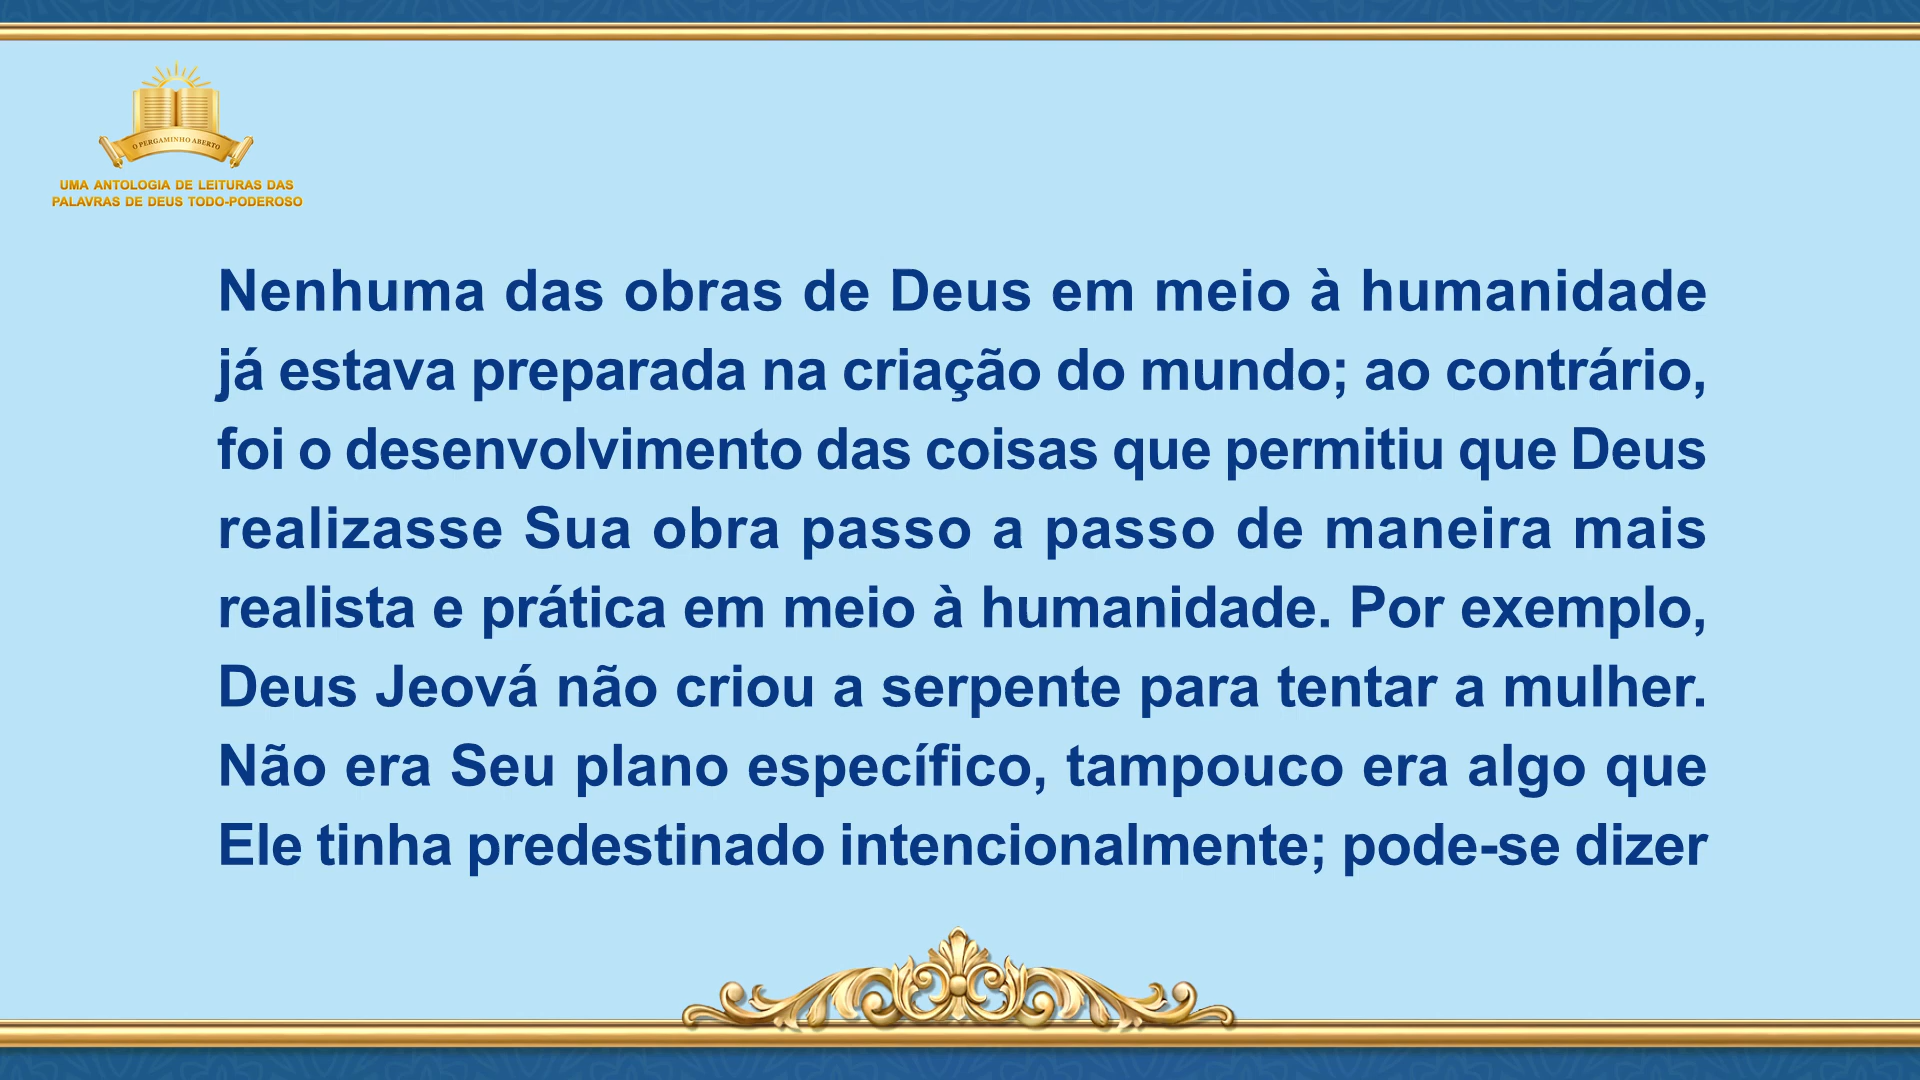 O PERGAMINHO ABERTO
UMA ANTOLOGIA DE LEITURAS DAS
PALAVRAS DE DEUS TODO-PODEROSO
Nenhuma das obras de Deus em meio à humanidade
já estava preparada na criação do mundo; ao contrário,
foi o desenvolvimento das coisas que permitiu que Deus
realizasse Sua obra passo a passo de maneira mais
realista e prática em meio à humanidade. Por exemplo,
Deus Jeová não criou a serpente para tentar a mulher.
Não era Seu plano específico, tampouco era algo que
Ele tinha predestinado intencionalmente; pode-se dizer